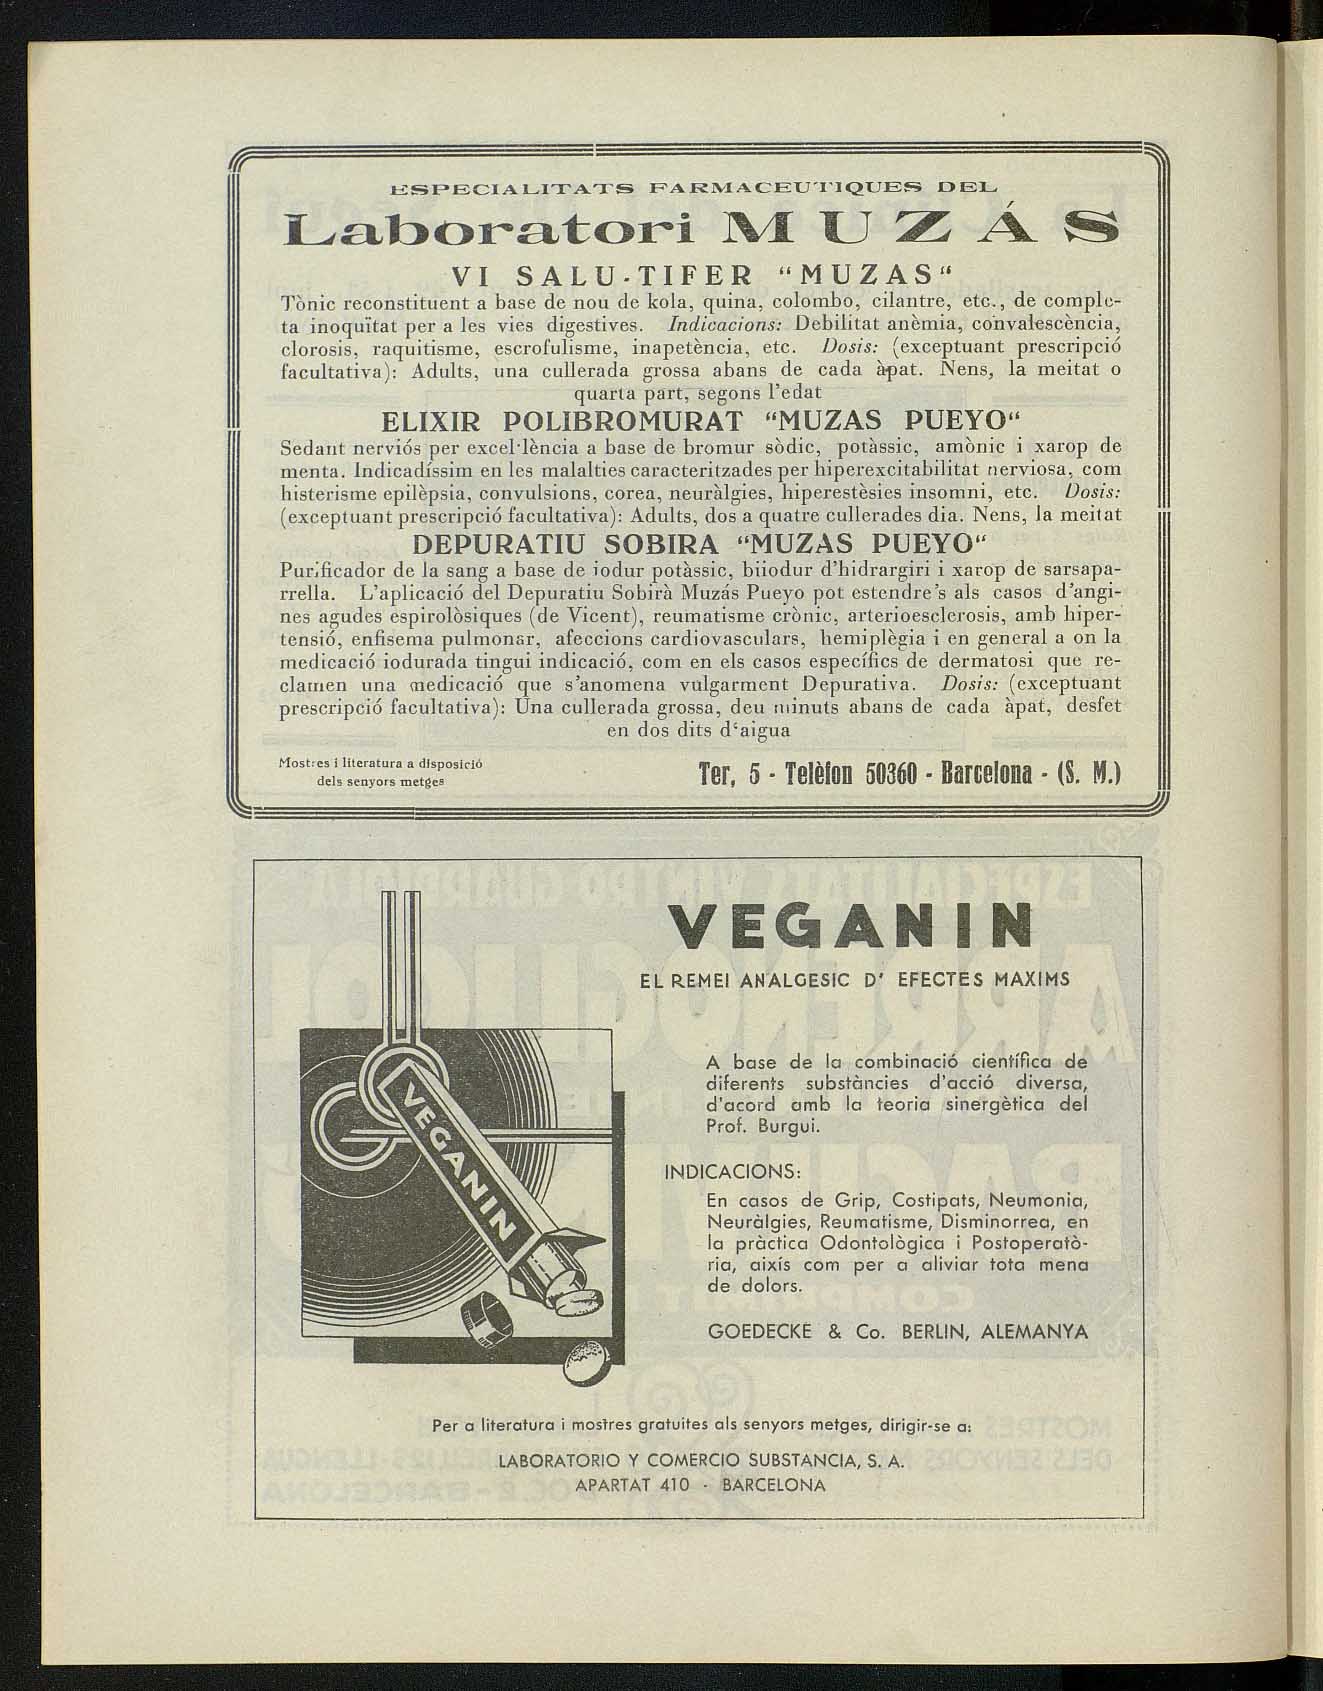 ESPECIALITATS FARMACEUTIQUES DEL
Laboratori MUZÁS
VI SALU-TIFER "MUZAS"
Tònic reconstituent a base de nou de kola, quina, colombo, cilantre, etc., de comple-
ta inoquïtat per a les vies digestives. Indicacions: Debilitat anèmia, convalescència,
clorosis, raquitisme, escrofulisme, inapetència, etc. Dosis: (exceptuant prescripció
facultativa): Adults, una cullerada grossa abans de cada àpat. Nens, la meitat o
quarta part, segons l'edat
ELIXIR POLIBROMURAT "MUZAS PUEYO"
Sedant nerviós per excel·lència a base de bromur sòdic, potàssic, amònic i xarop de
menta. Indicadíssim en les malalties caracteritzades per hiperexcitabilitat nerviosa, com
histerisme epilèpsia, convulsions, corea, neuràlgies, hiperestèsies insomni, etc. Dosis:
(exceptuant prescripció facultativa): Adults, dos a quatre cullerades dia. Nens, la meitat
DEPURATIU SOBIRA "MUZAS PUEYO"
Purificador de la sang a base de iodur potàssic, biiodur d'hidrargiri i xarop de sarsapa-
rrella. L'aplicació del Depuratiu Sobirà Muzás Pueyo pot estendre's als casos d'angi-
nes agudes espirolòsiques (de Vicent), reumatisme crònic, arterioesclerosis, amb hiper-
tensió, enfisema pulmonar, afeccions cardiovasculars, hemiplègia i en general a on la
medicació iodurada tingui indicació, com en els casos específics de dermatosi que re-
clamen una medicació que s'anomena vulgarment Depurativa. Dosis: (exceptuant
prescripció facultativa): Una cullerada grossa, deu minuts abans de cada àpat, desfet
en dos dits d'aigua
Mostres i literatura a disposició
dels senyors metges
Ter, 5 - Telèfon 50360 - Barcelona - (S. M.)
VEGANIN
EL REMEI ANALGESIC D' EFECTES MAXIMS
A base de la combinació científica de
diferents substàncies d'acció diversa,
d'acord amb la teoria sinergètica del
Prof. Burgui.
VEGANIN
INDICACIONS:
En casos de Grip, Costipats, Neumonia,
Neuràlgies, Reumatisme, Disminorrea, en
la pràctica Odontològica i Postoperatò-
ria, aixís com per a aliviar tota mena
de dolors.
GOEDECKE & Co. BERLIN, ALEMANYA
Per a literatura i mostres gratuites als senyors metges, dirigir-se a:
LABORATORIO Y COMERCIO SUBSTANCIA, S. A.
APARTAT 410 - BARCELONA